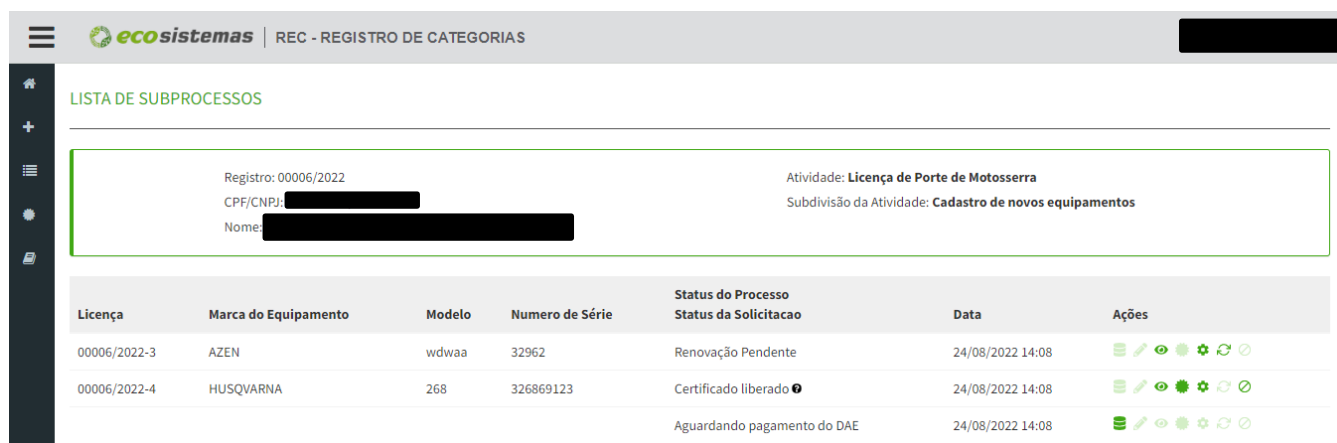 ecosistemas | REC - REGISTRO DE CATEGORIAS
LISTA DE SUBPROCESSOS
Registro: 00006/2022
CPF/CNPJ:
Nome:
Atividade: Licença de Porte de Motosserra
Subdivisão da Atividade: Cadastro de novos equipamentos
Licença Marca do Equipamento Modelo Numero de Série Status do Processo Status da Solicitacao Data Ações
00006/2022-3 AZEN wdwaa 32962 Renovação Pendente 24/08/2022 14:08
00006/2022-4 HUSQVARNA 268 326869123 Certificado liberado 24/08/2022 14:08
Aguardando pagamento do DAE 24/08/2022 14:08